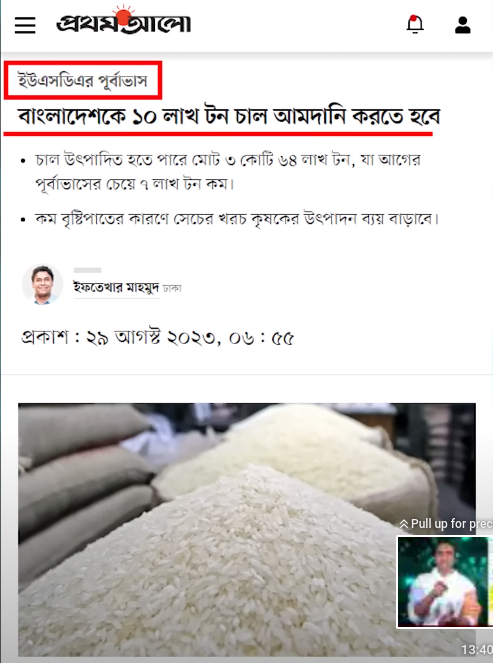 প্রথম আলো
ইউএসডিএর পূর্বাভাস
বাংলাদেশকে ১০ লাখ টন চাল আমদানি করতে হবে
• চাল উৎপাদিত হতে পারে মোট ৩ কোটি ৬৪ লাখ টন, যা আগের
পূর্বাভাসের চেয়ে ৭ লাখ টন কম।
• কম বৃষ্টিপাতের কারণে সেচের খরচ কৃষকের উৎপাদন ব্যয় বাড়াবে।
ইফতেখার মাহমুদ ঢাকা
প্রকাশ : ২৯ আগস্ট ২০২৩, ০৬ : ৫৫
Pull up for prec
13:40